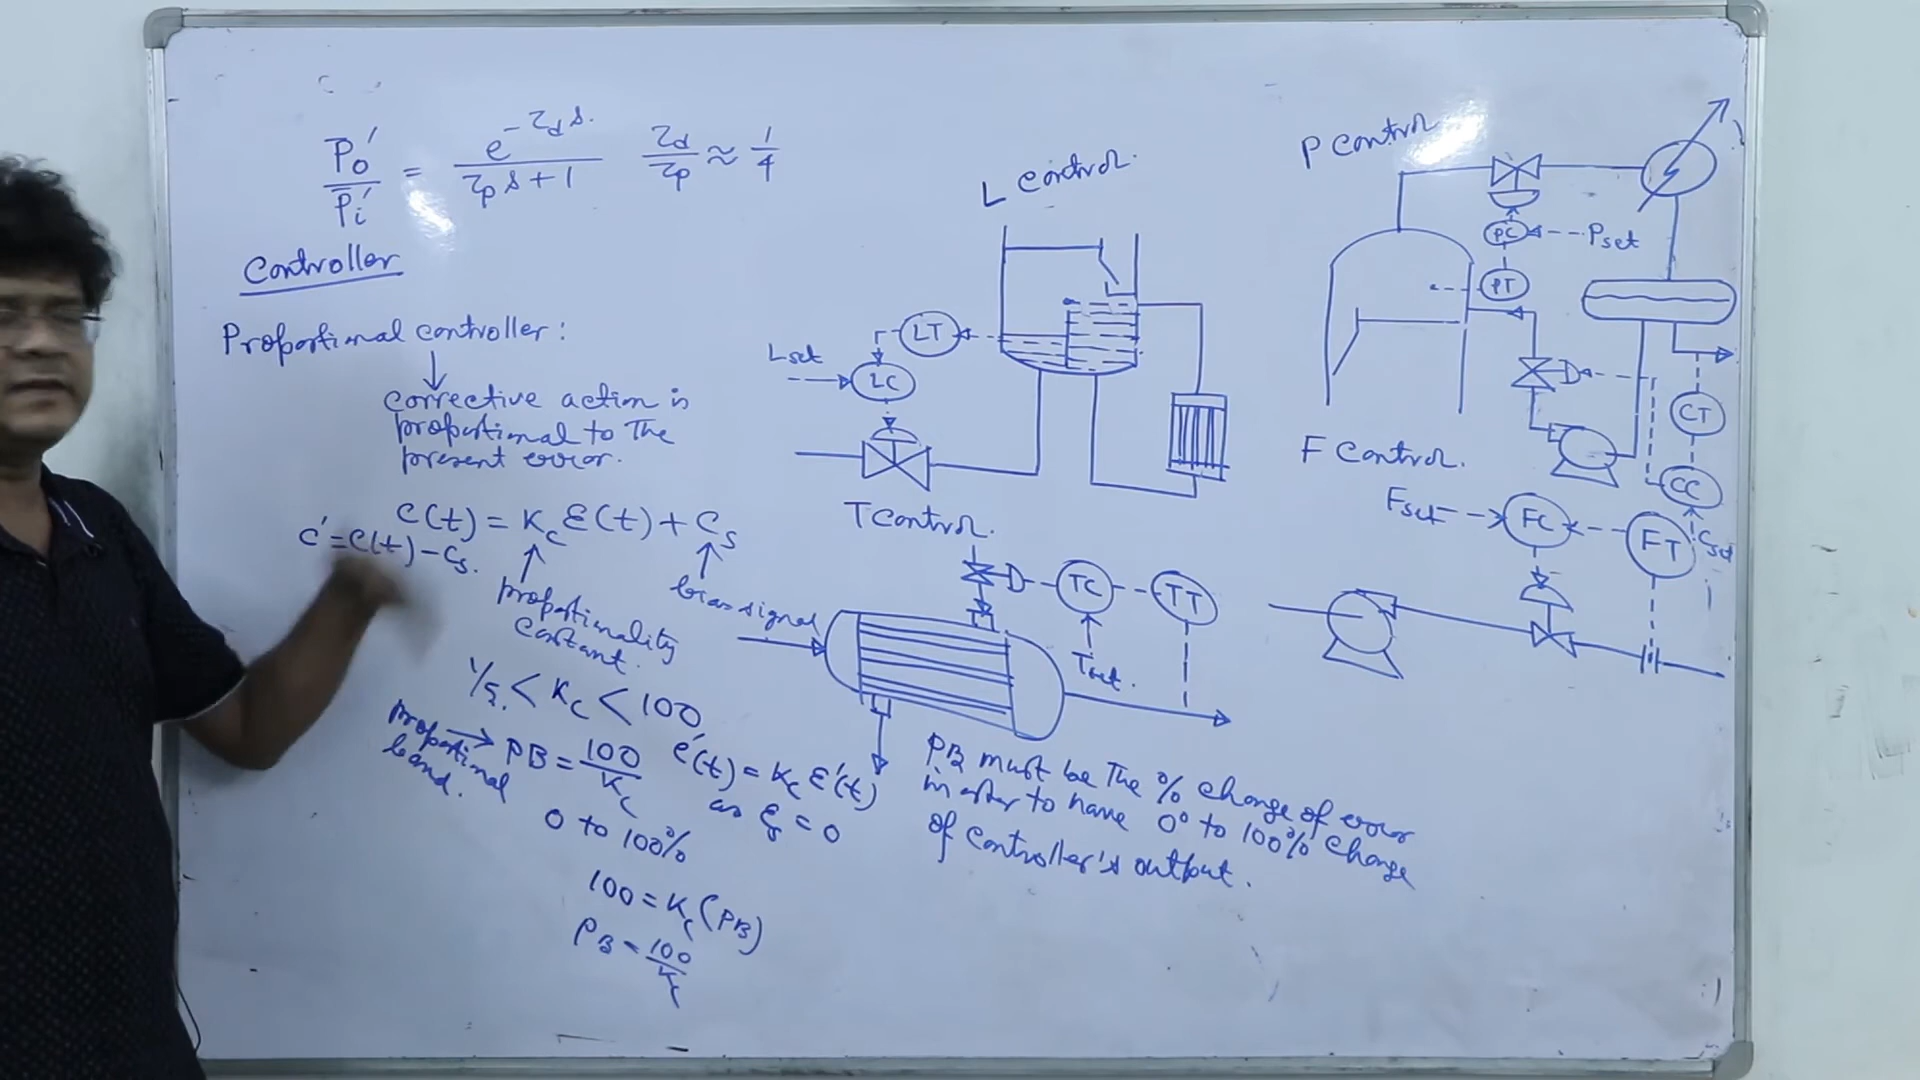 Po'/Pi' = e^-τds / τps+1   τd/τp ≈ 1/4
Controller
Proportional controller:
corrective action is
proportional to the
present error.
c(t) = Kc ε(t) + Cs
c' = c(t) - Cs.
proportionality
constant.
bias signal
1/5 < Kc < 100
proportional
band.
→ PB = 100/Kc
c'(t) = Kc ε'(t)
as εs = 0
0 to 100%
100 = Kc (PB)
PB = 100/Kc
L Control.
LT
Lset
LC
T Control.
TC
TT
Tset.
PB must be the % change of error
in order to have 0° to 100% change
of controller's output.
P Control
PC
Pset
PT
CT
CC
Cset
F Control.
Fset
FC
FT